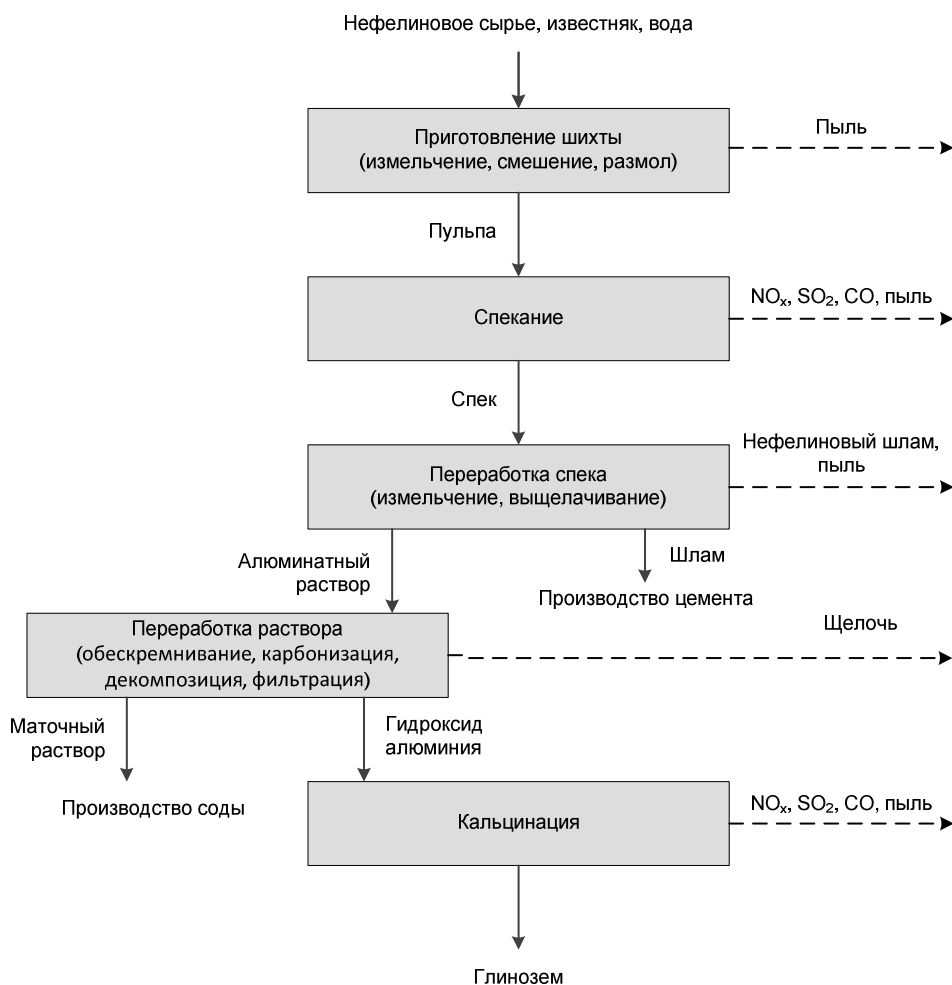 Нефелиновое сырье, известняк, вода
Приготовление шихты
(измельчение, смешение, размол)
Пыль
Пульпа
Спекание
NOₓ, SO₂, CO, пыль
Спек
Переработка спека
(измельчение, выщелачивание)
Нефелиновый шлам,
пыль
Алюминатный
раствор
Шлам
Производство цемента
Переработка раствора
(обескремнивание, карбонизация,
декомпозиция, фильтрация)
Щелочь
Маточный
раствор
Гидроксид
алюминия
Производство соды
Кальцинация
NOₓ, SO₂, CO, пыль
Глинозем